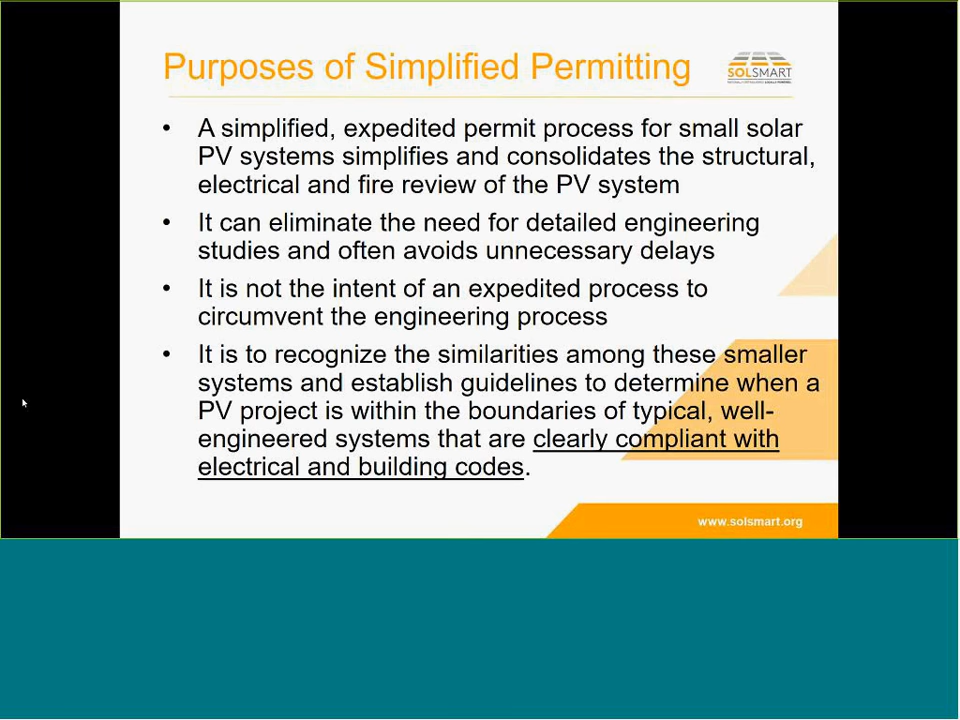 Purposes of Simplified Permitting
SOLSMART
• A simplified, expedited permit process for small solar
PV systems simplifies and consolidates the structural,
electrical and fire review of the PV system
• It can eliminate the need for detailed engineering
studies and often avoids unnecessary delays
• It is not the intent of an expedited process to
circumvent the engineering process
• It is to recognize the similarities among these smaller
systems and establish guidelines to determine when a
PV project is within the boundaries of typical, well-
engineered systems that are clearly compliant with
electrical and building codes.
www.solsmart.org